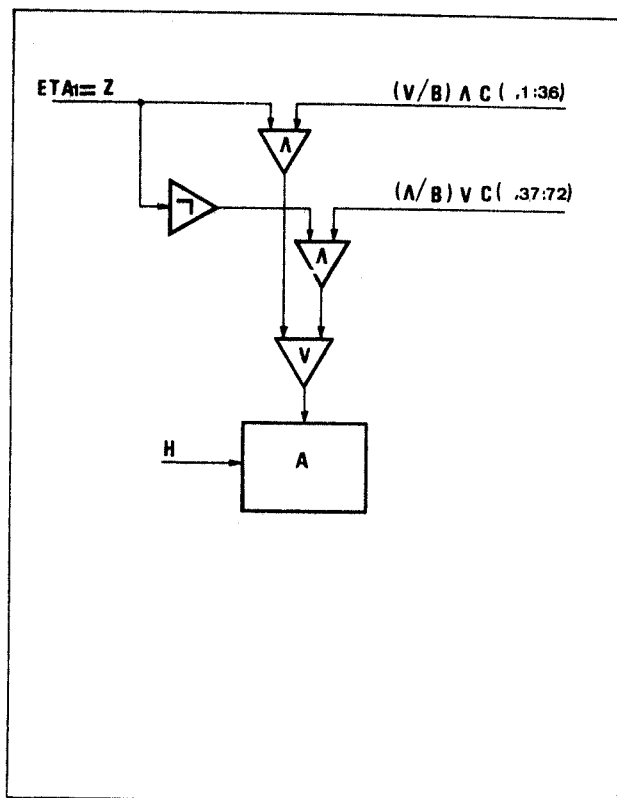 ETA1= Z
(V/B) Λ C ( ,1:36)
Λ
(Λ/B) V C( ,37:72)
¬
Λ
V
H
A